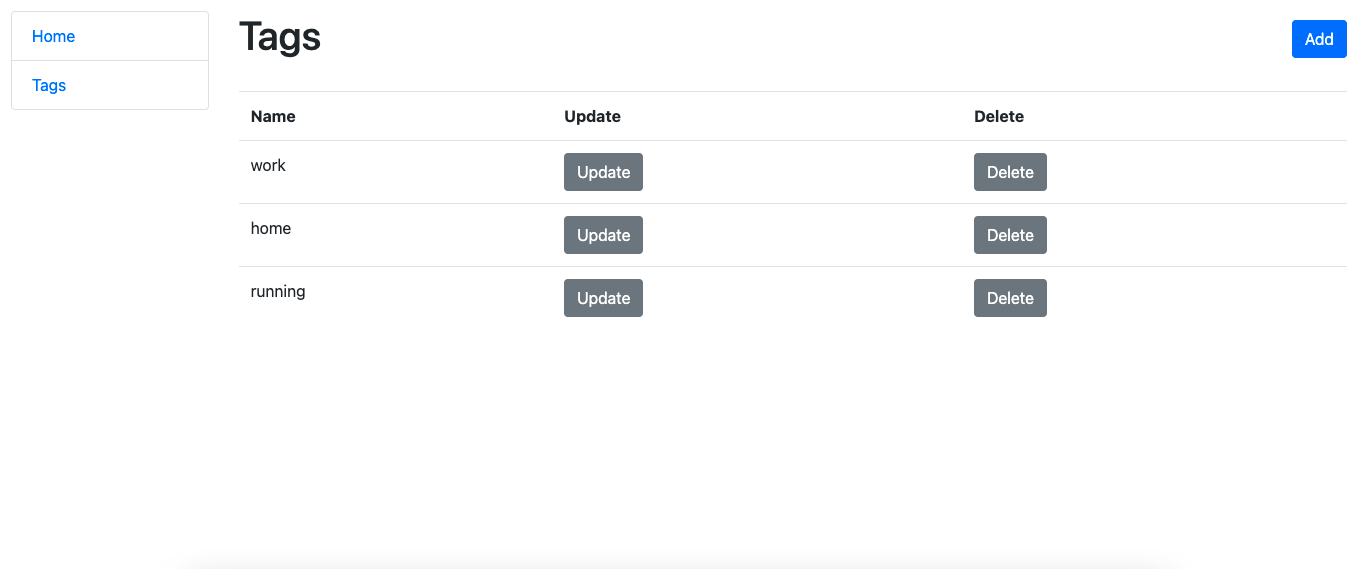 Home
Tags
Tags
Add
Name Update Delete
work Update Delete
home Update Delete
running Update Delete